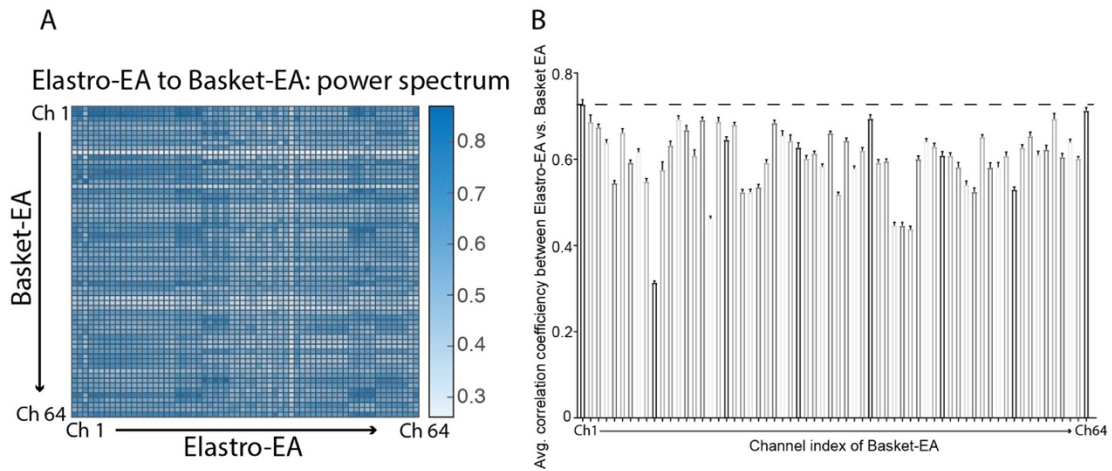 A
Elastro-EA to Basket-EA: power spectrum
Ch 1
Basket-EA
Ch 64
Ch 1
Elastro-EA
Ch 64
0.8
0.7
0.6
0.5
0.4
0.3
B
Avg. correlation coefficiency between Elastro-EA vs. Basket EA
0.8
0.6
0.4
0.2
0
Ch1
Ch64
Channel index of Basket-EA